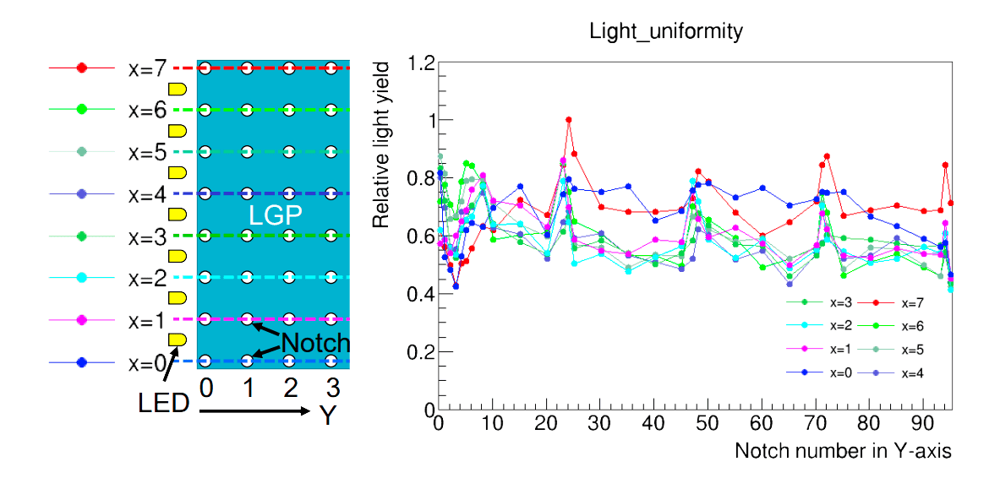 Light_uniformity
x=7
x=6
x=5
x=4
x=3
x=2
x=1
x=0
LGP
Notch
LED
0 1 2 3
Y
Relative light yield
1.2
1
0.8
0.6
0.4
0.2
0
x=3 x=7
x=2 x=6
x=1 x=5
x=0 x=4
0 10 20 30 40 50 60 70 80 90
Notch number in Y-axis